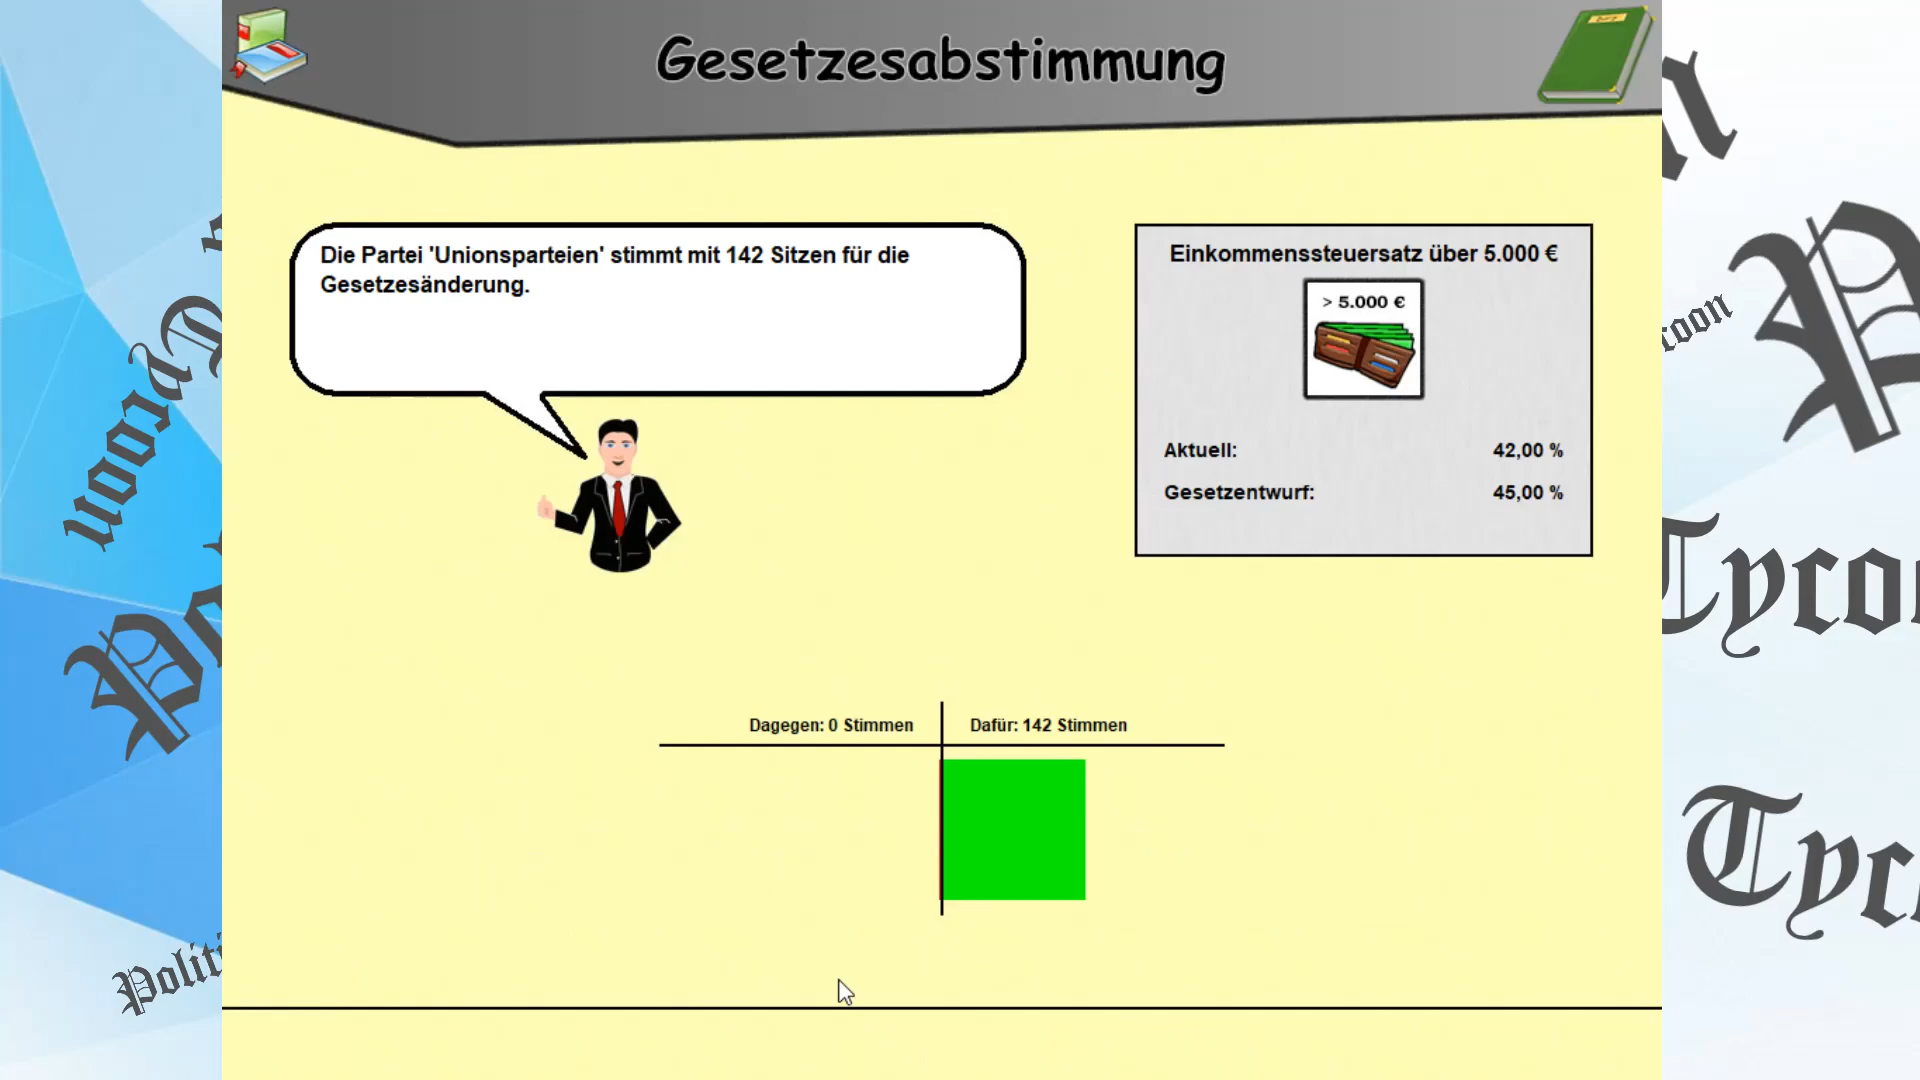 Gesetzesabstimmung
Die Partei 'Unionsparteien' stimmt mit 142 Sitzen für die
Gesetzesänderung.
Einkommenssteuersatz über 5.000 €
> 5.000 €
Aktuell: 42,00 %
Gesetzentwurf: 45,00 %
Dagegen: 0 Stimmen Dafür: 142 Stimmen
Tycoon